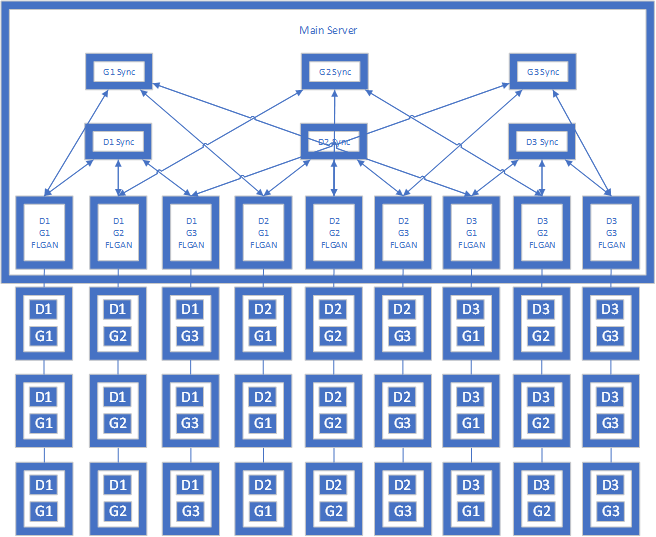 Main Server
G1 Sync G2 Sync G3 Sync
D1 Sync D2 Sync D3 Sync
D1 D1 D1 D2 D2 D2 D3 D3 D3
G1 G2 G3 G1 G2 G3 G1 G2 G3
FLGAN FLGAN FLGAN FLGAN FLGAN FLGAN FLGAN FLGAN FLGAN
D1 D1 D1 D2 D2 D2 D3 D3 D3
G1 G2 G3 G1 G2 G3 G1 G2 G3
D1 D1 D1 D2 D2 D2 D3 D3 D3
G1 G2 G3 G1 G2 G3 G1 G2 G3
D1 D1 D1 D2 D2 D2 D3 D3 D3
G1 G2 G3 G1 G2 G3 G1 G2 G3